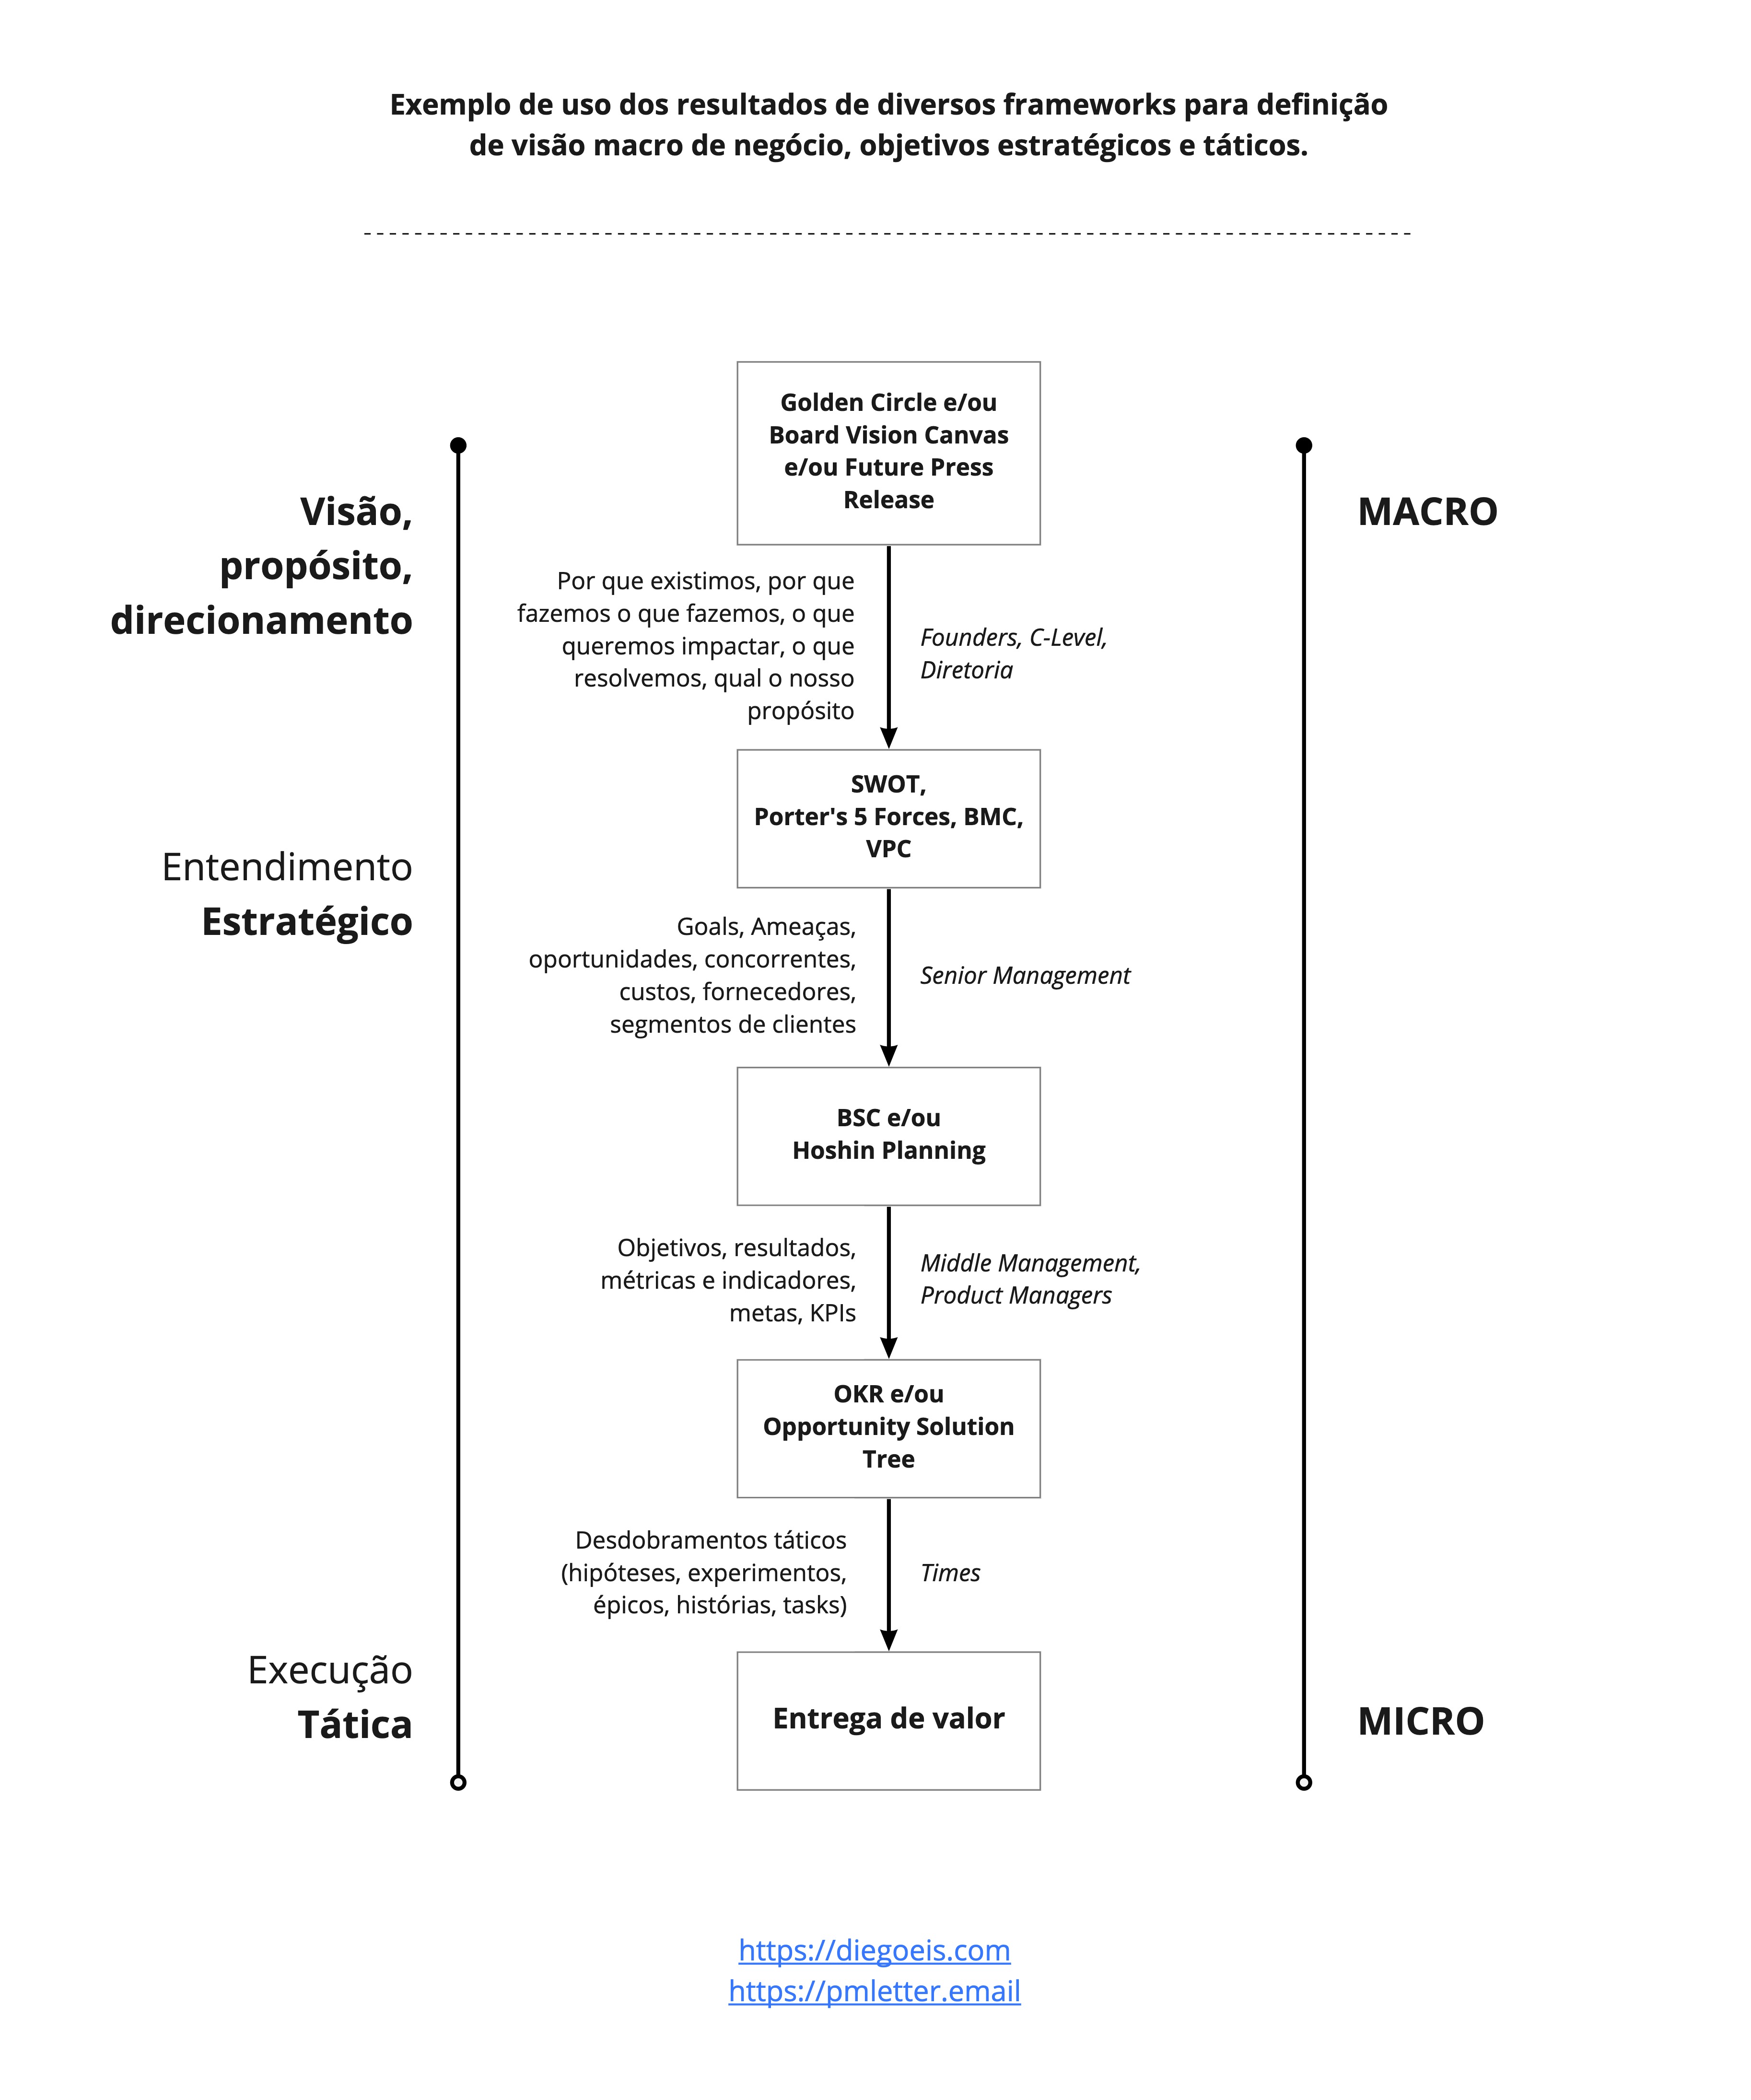 Exemplo de uso dos resultados de diversos frameworks para definição
de visão macro de negócio, objetivos estratégicos e táticos.
Golden Circle e/ou
Board Vision Canvas
e/ou Future Press
Release
Visão,
propósito,
direcionamento
MACRO
Por que existimos, por que
fazemos o que fazemos, o que
queremos impactar, o que
resolvemos, qual o nosso
propósito
Founders, C-Level,
Diretoria
SWOT,
Porter's 5 Forces, BMC,
VPC
Entendimento
Estratégico
Goals, Ameaças,
oportunidades, concorrentes,
custos, fornecedores,
segmentos de clientes
Senior Management
BSC e/ou
Hoshin Planning
Objetivos, resultados,
métricas e indicadores,
metas, KPIs
Middle Management,
Product Managers
OKR e/ou
Opportunity Solution
Tree
Desdobramentos táticos
(hipóteses, experimentos,
épicos, histórias, tasks)
Times
Execução
Tática
Entrega de valor
MICRO
https://diegoeis.com
https://pmletter.email